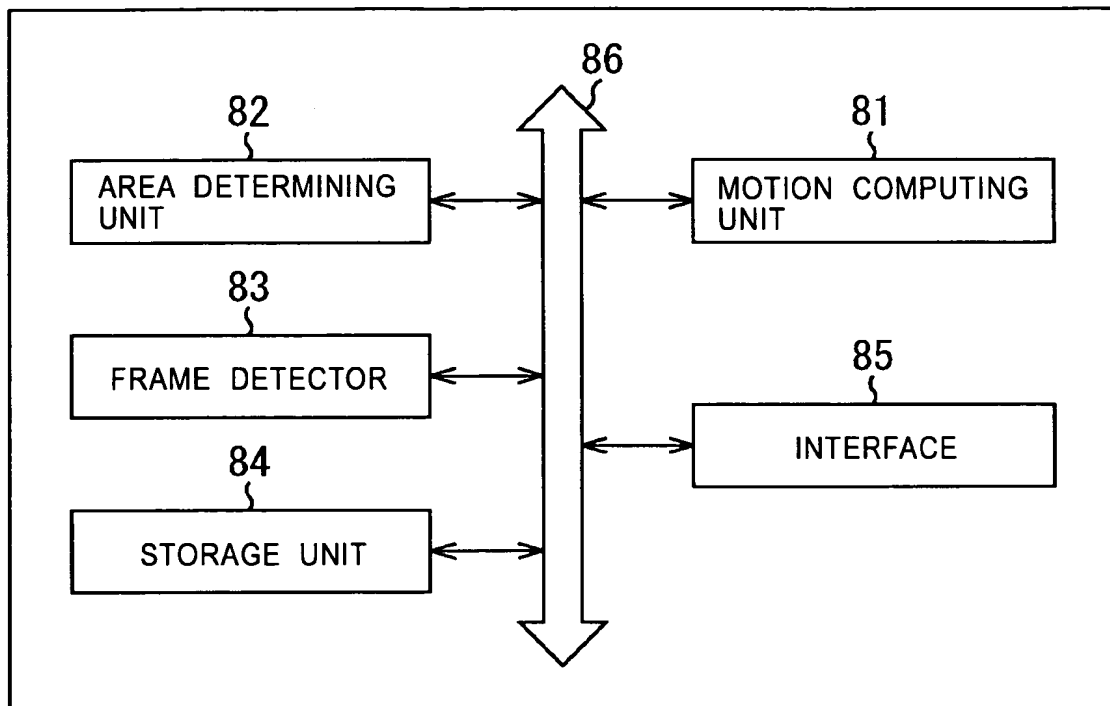 86
82
AREA DETERMINING
UNIT
81
MOTION COMPUTING
UNIT
83
FRAME DETECTOR
85
INTERFACE
84
STORAGE UNIT